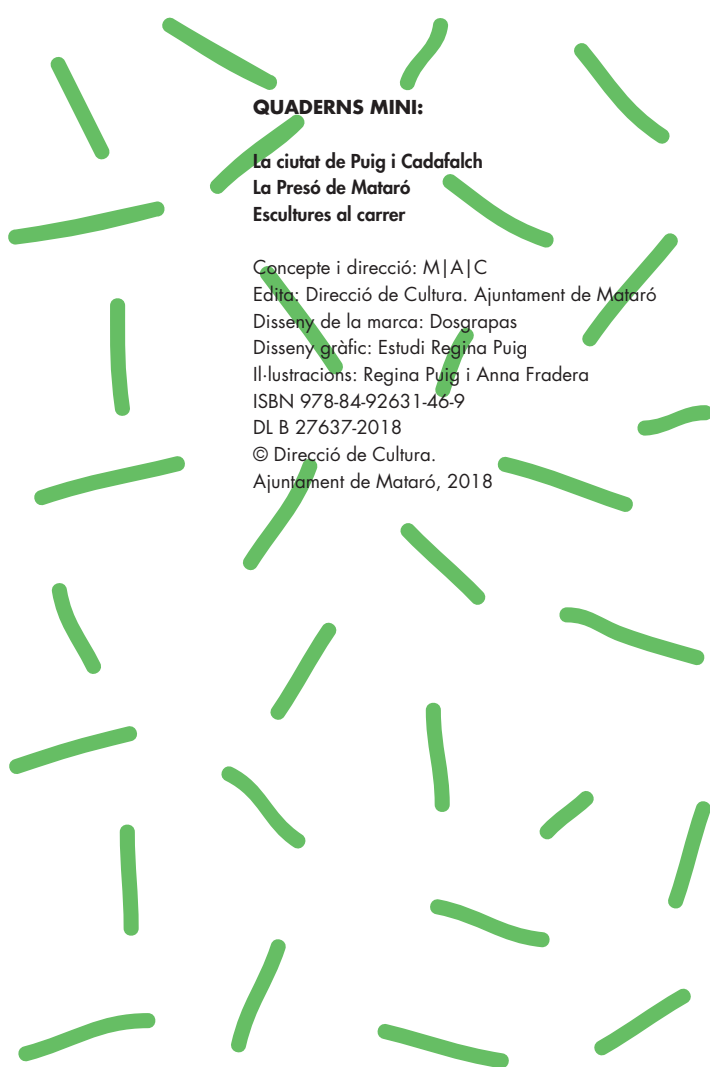 QUADERNS MINI:
La ciutat de Puig i Cadafalch
La Presó de Mataró
Escultures al carrer
Concepte i direcció: M|A|C
Edita: Direcció de Cultura. Ajuntament de Mataró
Disseny de la marca: Dosgrapas
Disseny gràfic: Estudi Regina Puig
Il·lustracions: Regina Puig i Anna Fradera
ISBN 978-84-92631-46-9
DL B 27637-2018
© Direcció de Cultura.
Ajuntament de Mataró, 2018